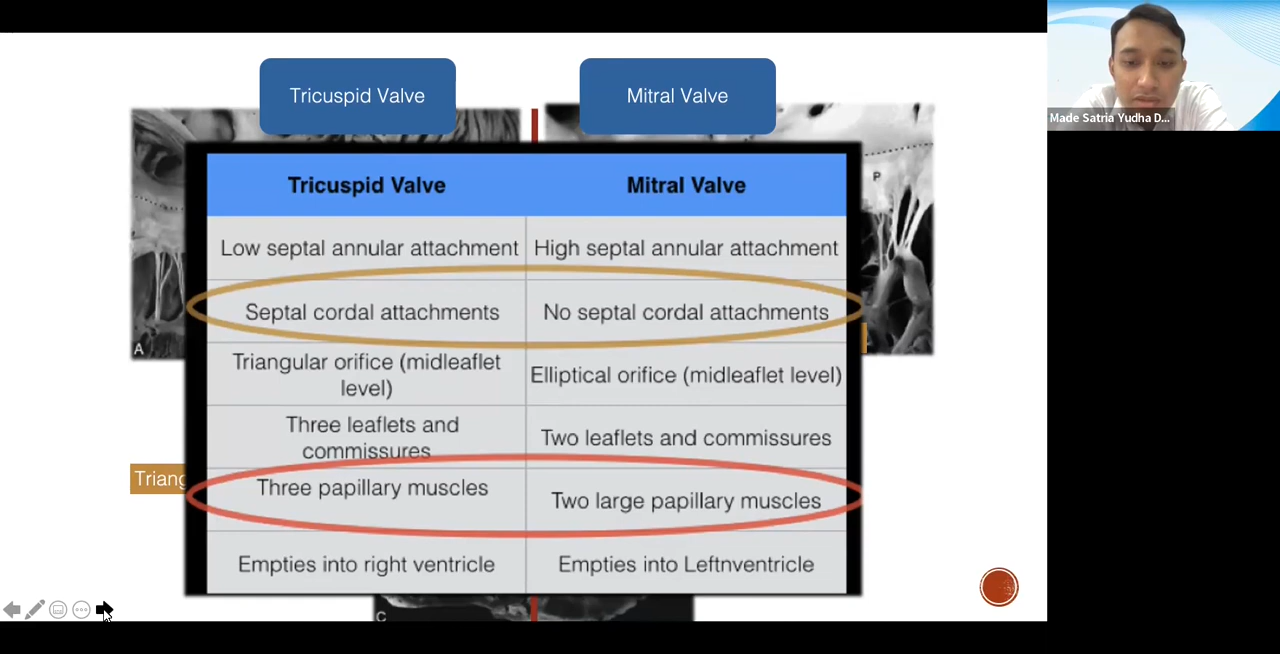 Tricuspid Valve
Mitral Valve
Made Satria Yudha D...
P
A
Triang
C
Tricuspid Valve
Mitral Valve
Low septal annular attachment
High septal annular attachment
Septal cordal attachments
No septal cordal attachments
Triangular orifice (midleaflet
level)
Elliptical orifice (midleaflet level)
Three leaflets and
commissures
Two leaflets and commissures
Three papillary muscles
Two large papillary muscles
Empties into right ventricle
Empties into Leftnventricle